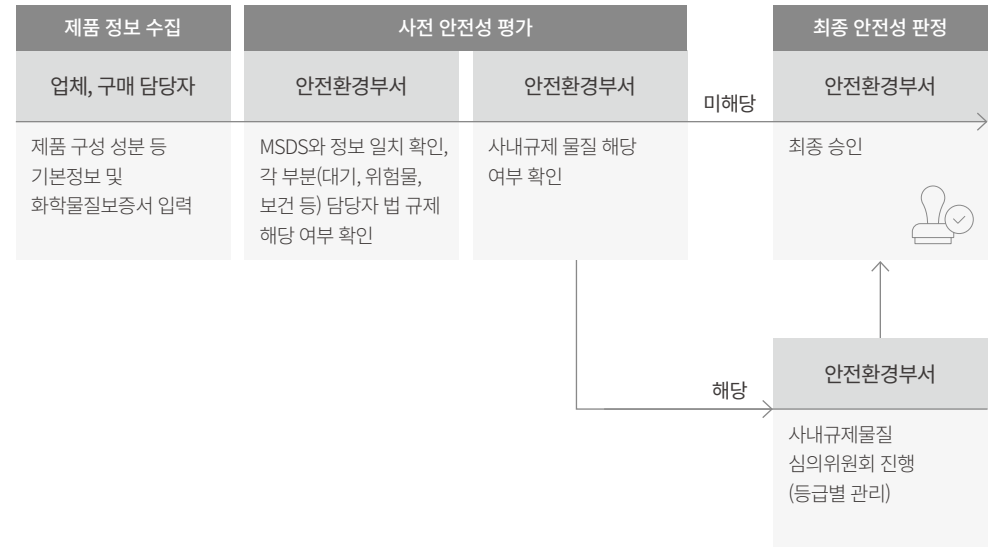 제품 정보 수집
사전 안전성 평가
최종 안전성 판정
업체, 구매 담당자
안전환경부서
안전환경부서
미해당
안전환경부서
제품 구성 성분 등
기본정보 및
화학물질보증서 입력
MSDS와 정보 일치 확인,
각 부분(대기, 위험물,
보건 등) 담당자 법 규제
해당 여부 확인
사내규제 물질 해당
여부 확인
최종 승인
해당
안전환경부서
사내규제물질
심의위원회 진행
(등급별 관리)